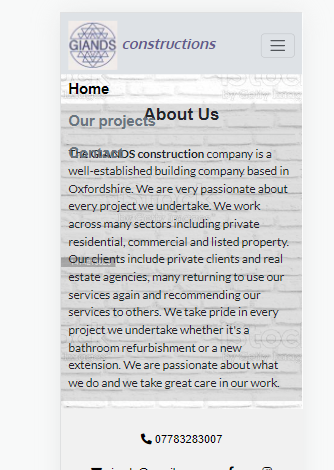 GIANDS constructions
Home
Our projects
About Us
Contact
The GIANDS construction company is a
well-established building company based in
Oxfordshire. We are very passionate about
every project we undertake. We work
across many sectors including private
residential, commercial and listed property.
Our clients include private clients and real
estate agencies, many returning to use our
services again and recommending our
services to others. We take pride in every
project we undertake whether it's a
bathroom refurbishment or a new
extension. We are passionate about what
we do and we take great care in our work.
07783283007